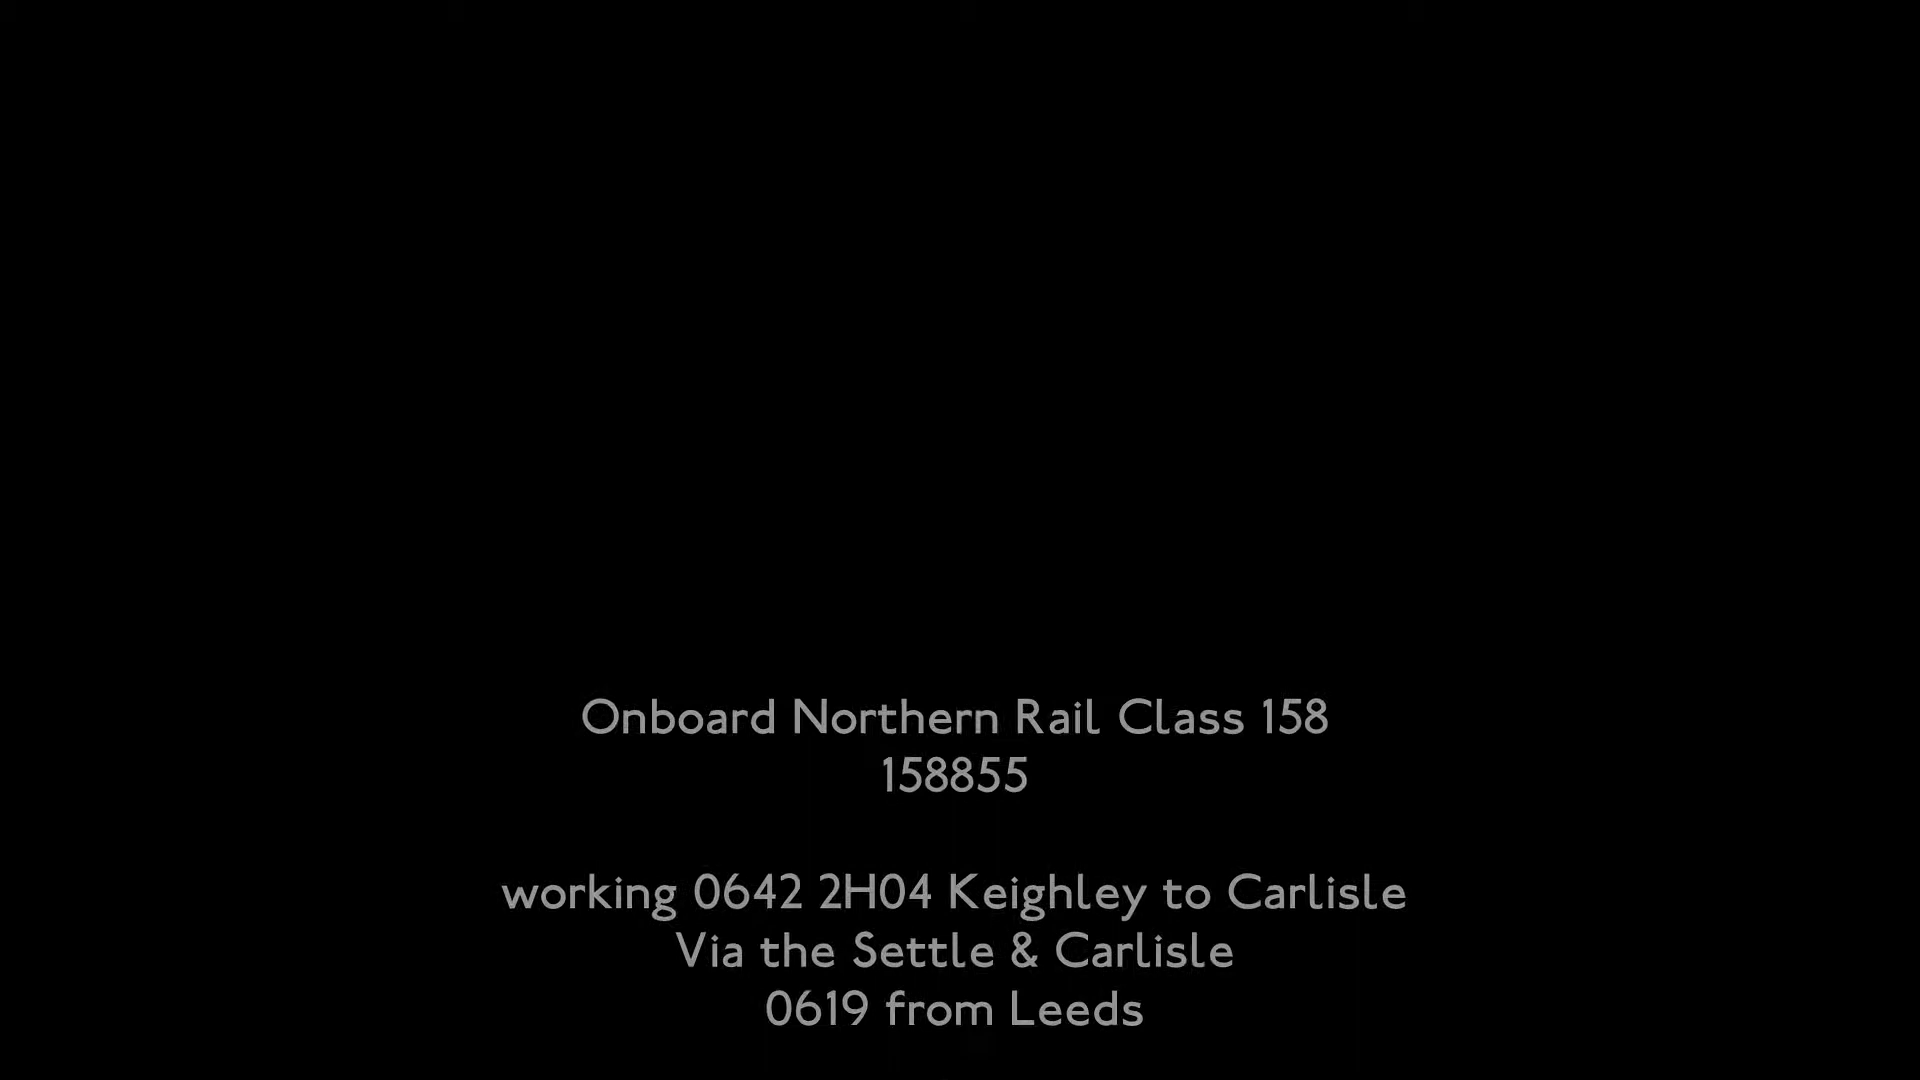 Onboard Northern Rail Class 158
158855
working 0642 2H04 Keighley to Carlisle
Via the Settle & Carlisle
0619 from Leeds